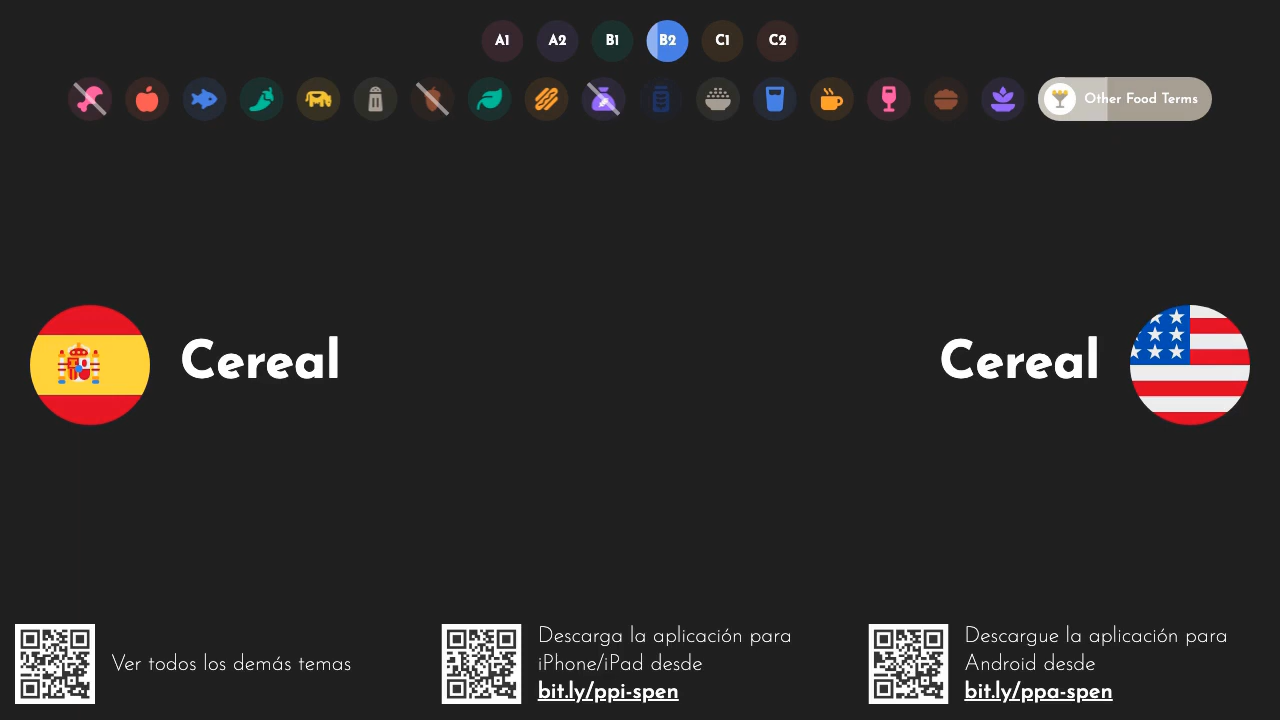 A1 A2 B1 B2 C1 C2
Other Food Terms
Cereal
Cereal
Ver todos los demás temas
Descarga la aplicación para
iPhone/iPad desde
bit.ly/ppi-spen
Descargue la aplicación para
Android desde
bit.ly/ppa-spen